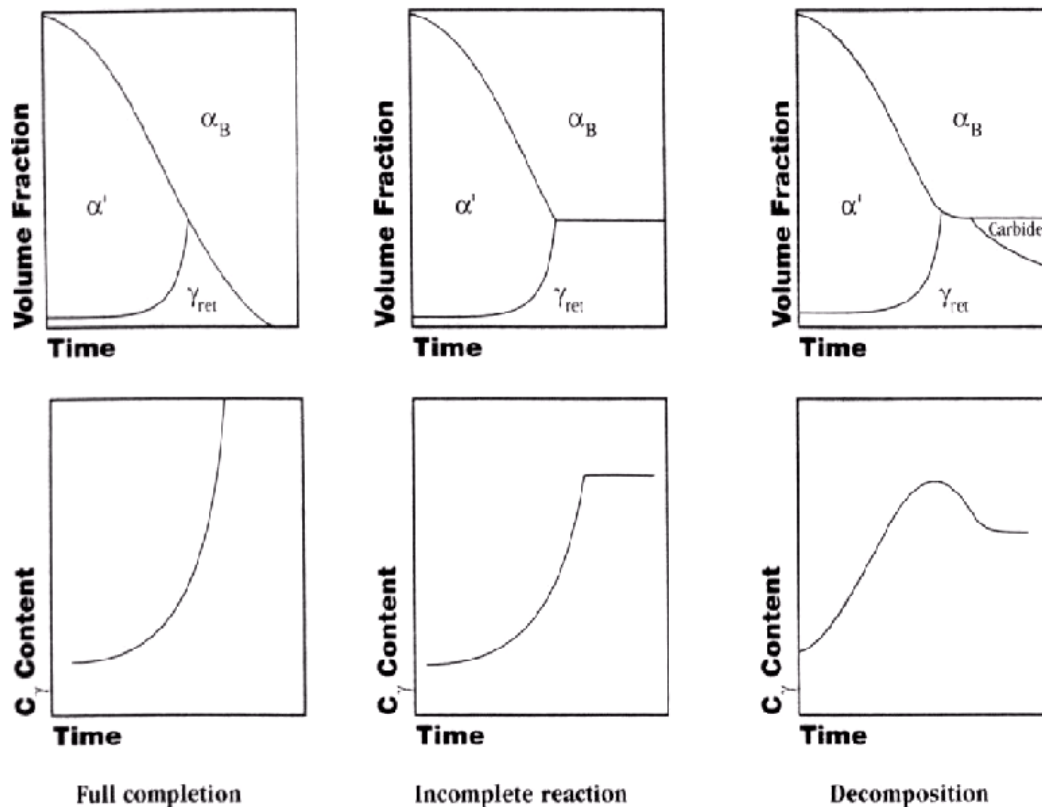 Volume Fraction
α'
α_B
γ_ret
Time
Volume Fraction
α'
α_B
γ_ret
Time
Volume Fraction
α'
α_B
Carbide
γ_ret
Time
C_γ Content
Time
C_γ Content
Time
C_γ Content
Time
Full completion
Incomplete reaction
Decomposition